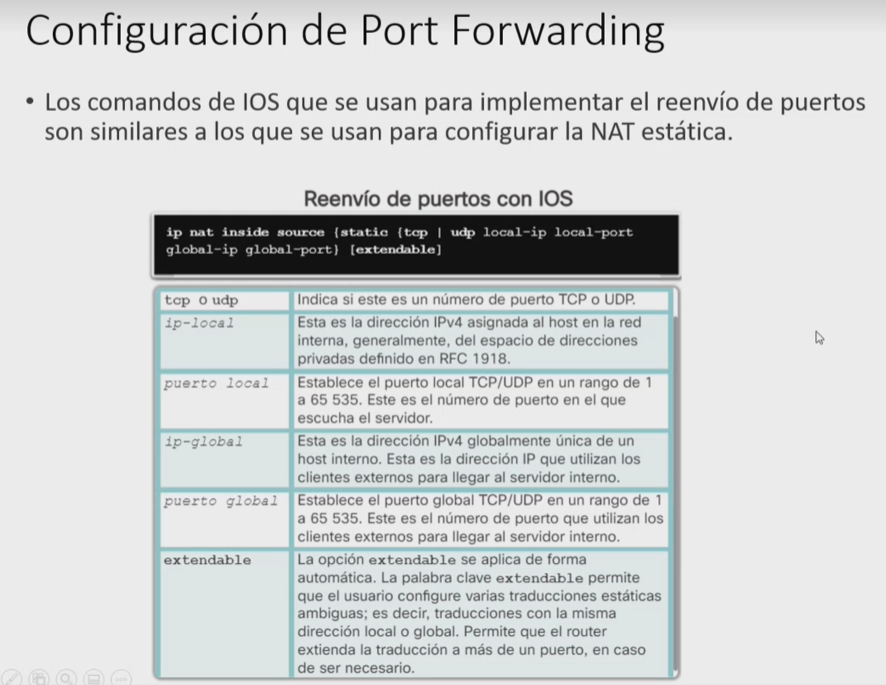 Configuración de Port Forwarding
• Los comandos de IOS que se usan para implementar el reenvío de puertos
son similares a los que se usan para configurar la NAT estática.
Reenvío de puertos con IOS
ip nat inside source {static {tcp | udp local-ip local-port
global-ip global-port} [extendable]
tcp o udp
Indica si este es un número de puerto TCP o UDP.
ip-local
Esta es la dirección IPv4 asignada al host en la red
interna, generalmente, del espacio de direcciones
privadas definido en RFC 1918.
puerto local
Establece el puerto local TCP/UDP en un rango de 1
a 65 535. Este es el número de puerto en el que
escucha el servidor.
ip-global
Esta es la dirección IPv4 globalmente única de un
host interno. Esta es la dirección IP que utilizan los
clientes externos para llegar al servidor interno.
puerto global
Establece el puerto global TCP/UDP en un rango de 1
a 65 535. Este es el número de puerto que utilizan los
clientes externos para llegar al servidor interno.
extendable
La opción extendable se aplica de forma
automática. La palabra clave extendable permite
que el usuario configure varias traducciones estáticas
ambiguas; es decir, traducciones con la misma
dirección local o global. Permite que el router
extienda la traducción a más de un puerto, en caso
de ser necesario.